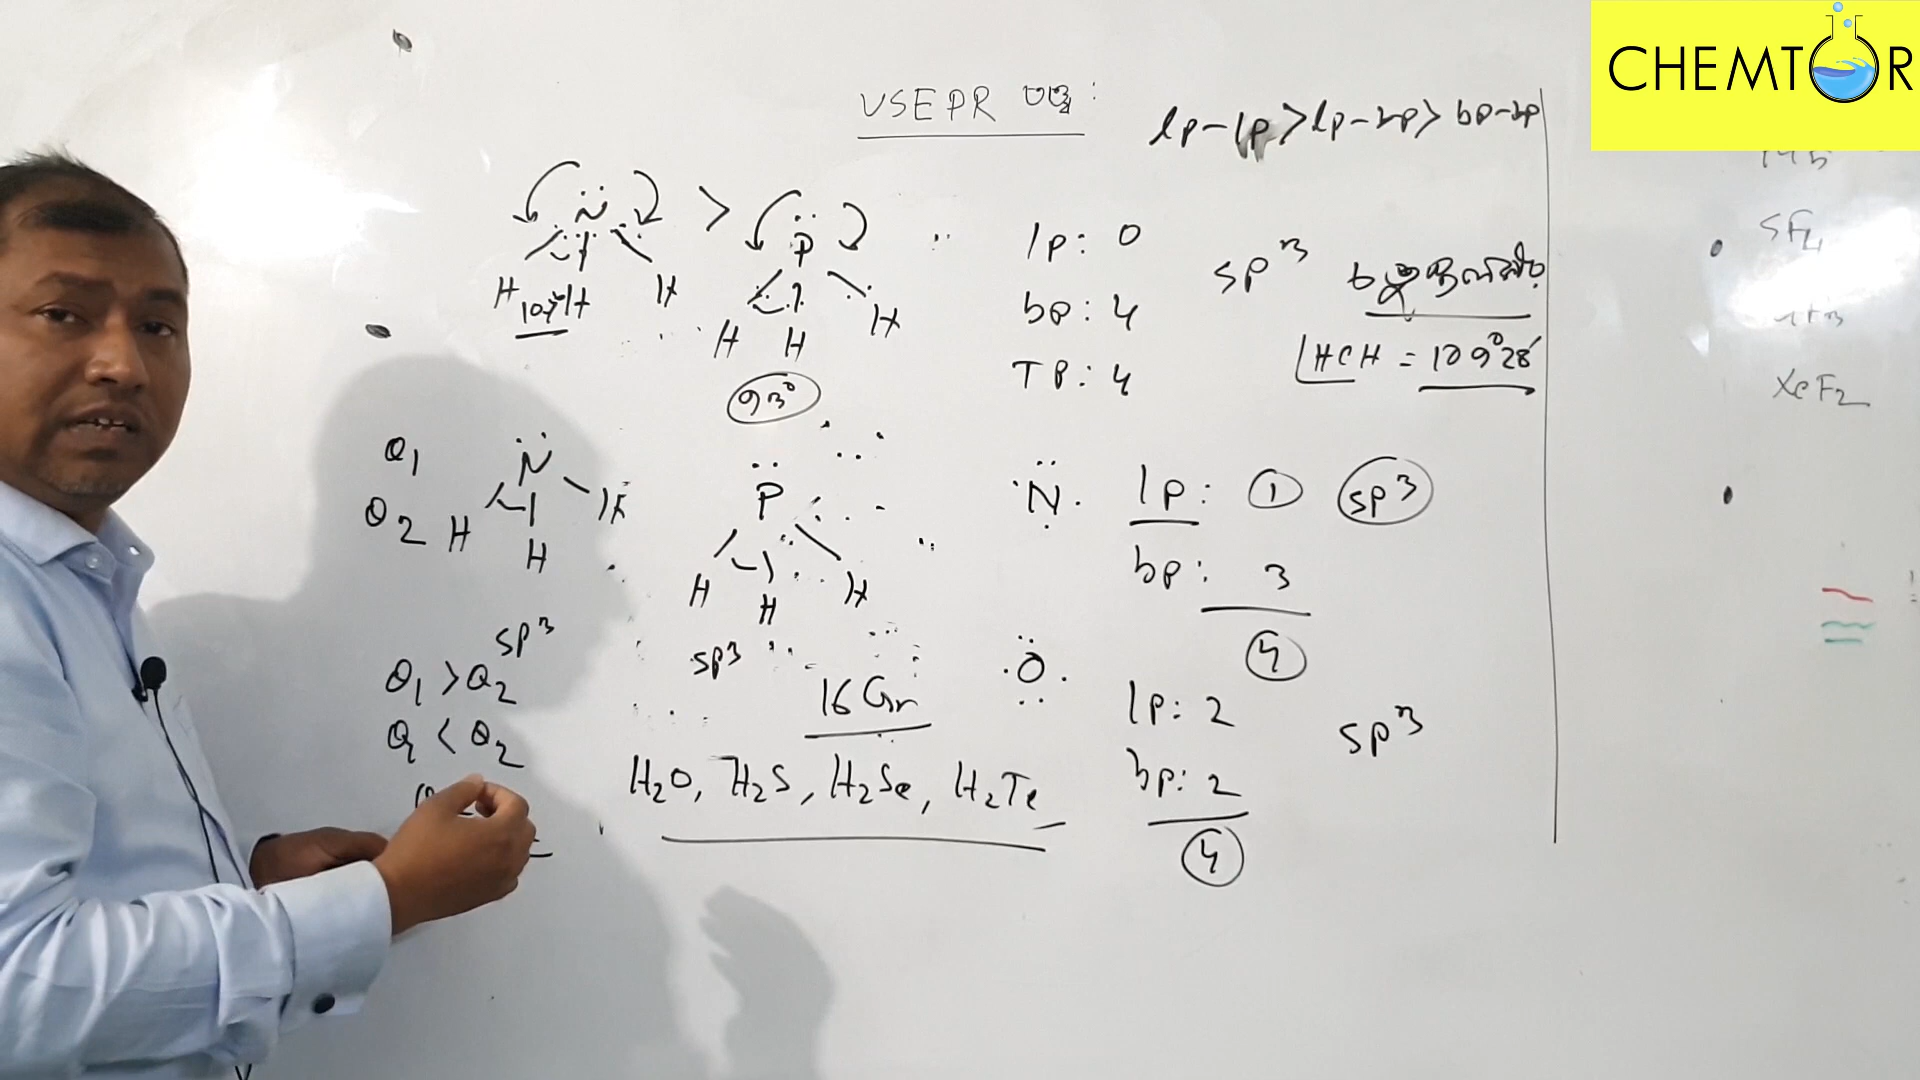 CHEMTOR
VSEPR তত্ত্ব:
lp-lp > lp-bp > bp-bp
N > P
H 107° H H
H H H
93°
lp: 0
bp: 4
TP: 4
sp³
∠HCH = 109°28′
SF₄
XeF₂
θ₁
θ₂
N
H H H
P
H H H
sp³
sp³
N
lp: 1 sp³
bp: 3
4
θ₁ > θ₂
θ₁ < θ₂
16 Gr
O
lp: 2
bp: 2
4
sp³
H₂O, H₂S, H₂Se, H₂Te